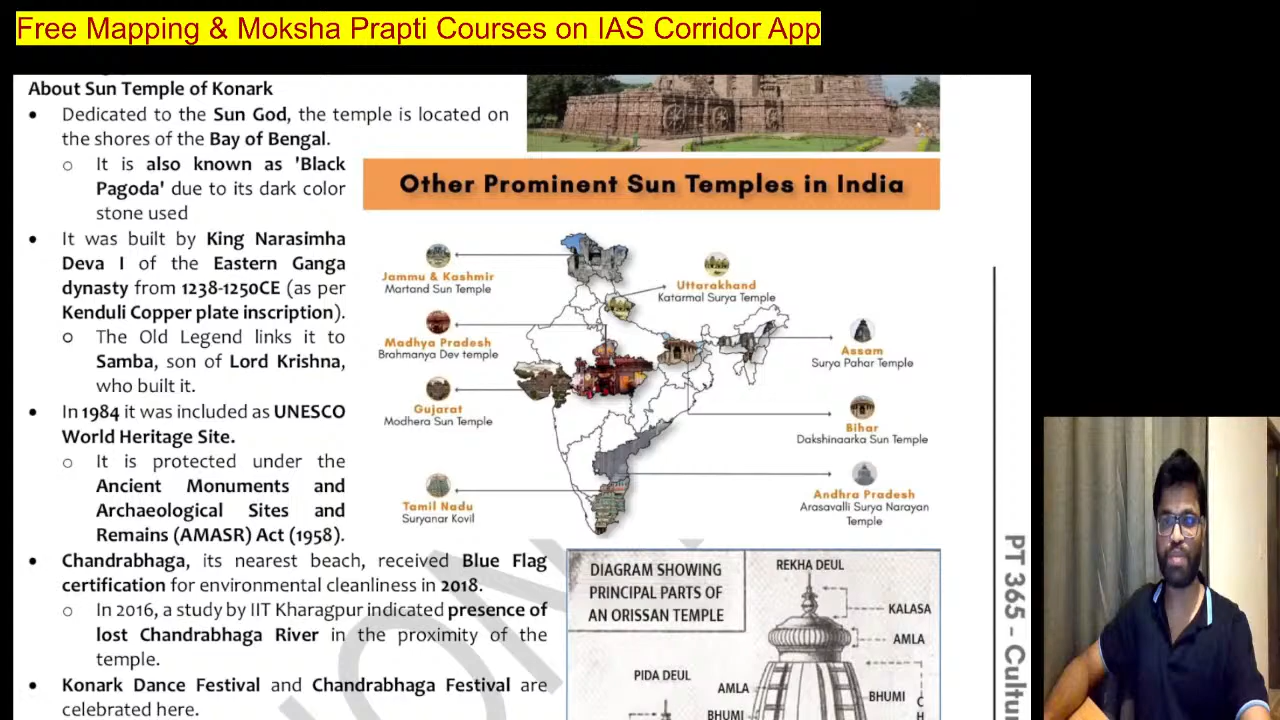 Free Mapping & Moksha Prapti Courses on IAS Corridor App
About Sun Temple of Konark
• Dedicated to the Sun God, the temple is located on
the shores of the Bay of Bengal.
o It is also known as 'Black
Pagoda' due to its dark color
stone used
• It was built by King Narasimha
Deva I of the Eastern Ganga
dynasty from 1238-1250CE (as per
Kenduli Copper plate inscription).
o The Old Legend links it to
Samba, son of Lord Krishna,
who built it.
• In 1984 it was included as UNESCO
World Heritage Site.
o It is protected under the
Ancient Monuments and
Archaeological Sites and
Remains (AMASR) Act (1958).
• Chandrabhaga, its nearest beach, received Blue Flag
certification for environmental cleanliness in 2018.
o In 2016, a study by IIT Kharagpur indicated presence of
lost Chandrabhaga River in the proximity of the
temple.
• Konark Dance Festival and Chandrabhaga Festival are
celebrated here.
Other Prominent Sun Temples in India
Jammu & Kashmir
Martand Sun Temple
Uttarakhand
Katarmal Surya Temple
Madhya Pradesh
Brahmanya Dev temple
Assam
Surya Pahar Temple
Gujarat
Modhera Sun Temple
Bihar
Dakshinaarka Sun Temple
Tamil Nadu
Suryanar Kovil
Andhra Pradesh
Arasavalli Surya Narayan
Temple
DIAGRAM SHOWING
PRINCIPAL PARTS OF
AN ORISSAN TEMPLE
REKHA DEUL
KALASA
AMLA
PIDA DEUL
AMLA
BHUMI
BHUMI
C
H
PT 365 - Cultu